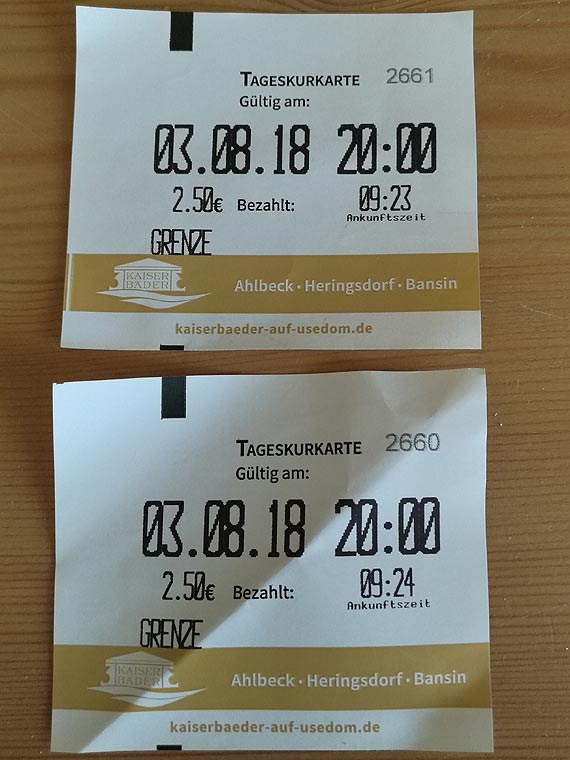 TAGESKURKARTE 2661
Gültig am:
03.08.18 20:00
2.50€ Bezahlt: 09:23
Ankunftszeit
GRENZE
KAISER
BÄDER
Ahlbeck · Heringsdorf · Bansin
kaiserbaeder-auf-usedom.de
TAGESKURKARTE 2660
Gültig am:
03.08.18 20:00
2.50€ Bezahlt: 09:24
Ankunftszeit
GRENZE
KAISER
BÄDER
Ahlbeck · Heringsdorf · Bansin
kaiserbaeder-auf-usedom.de